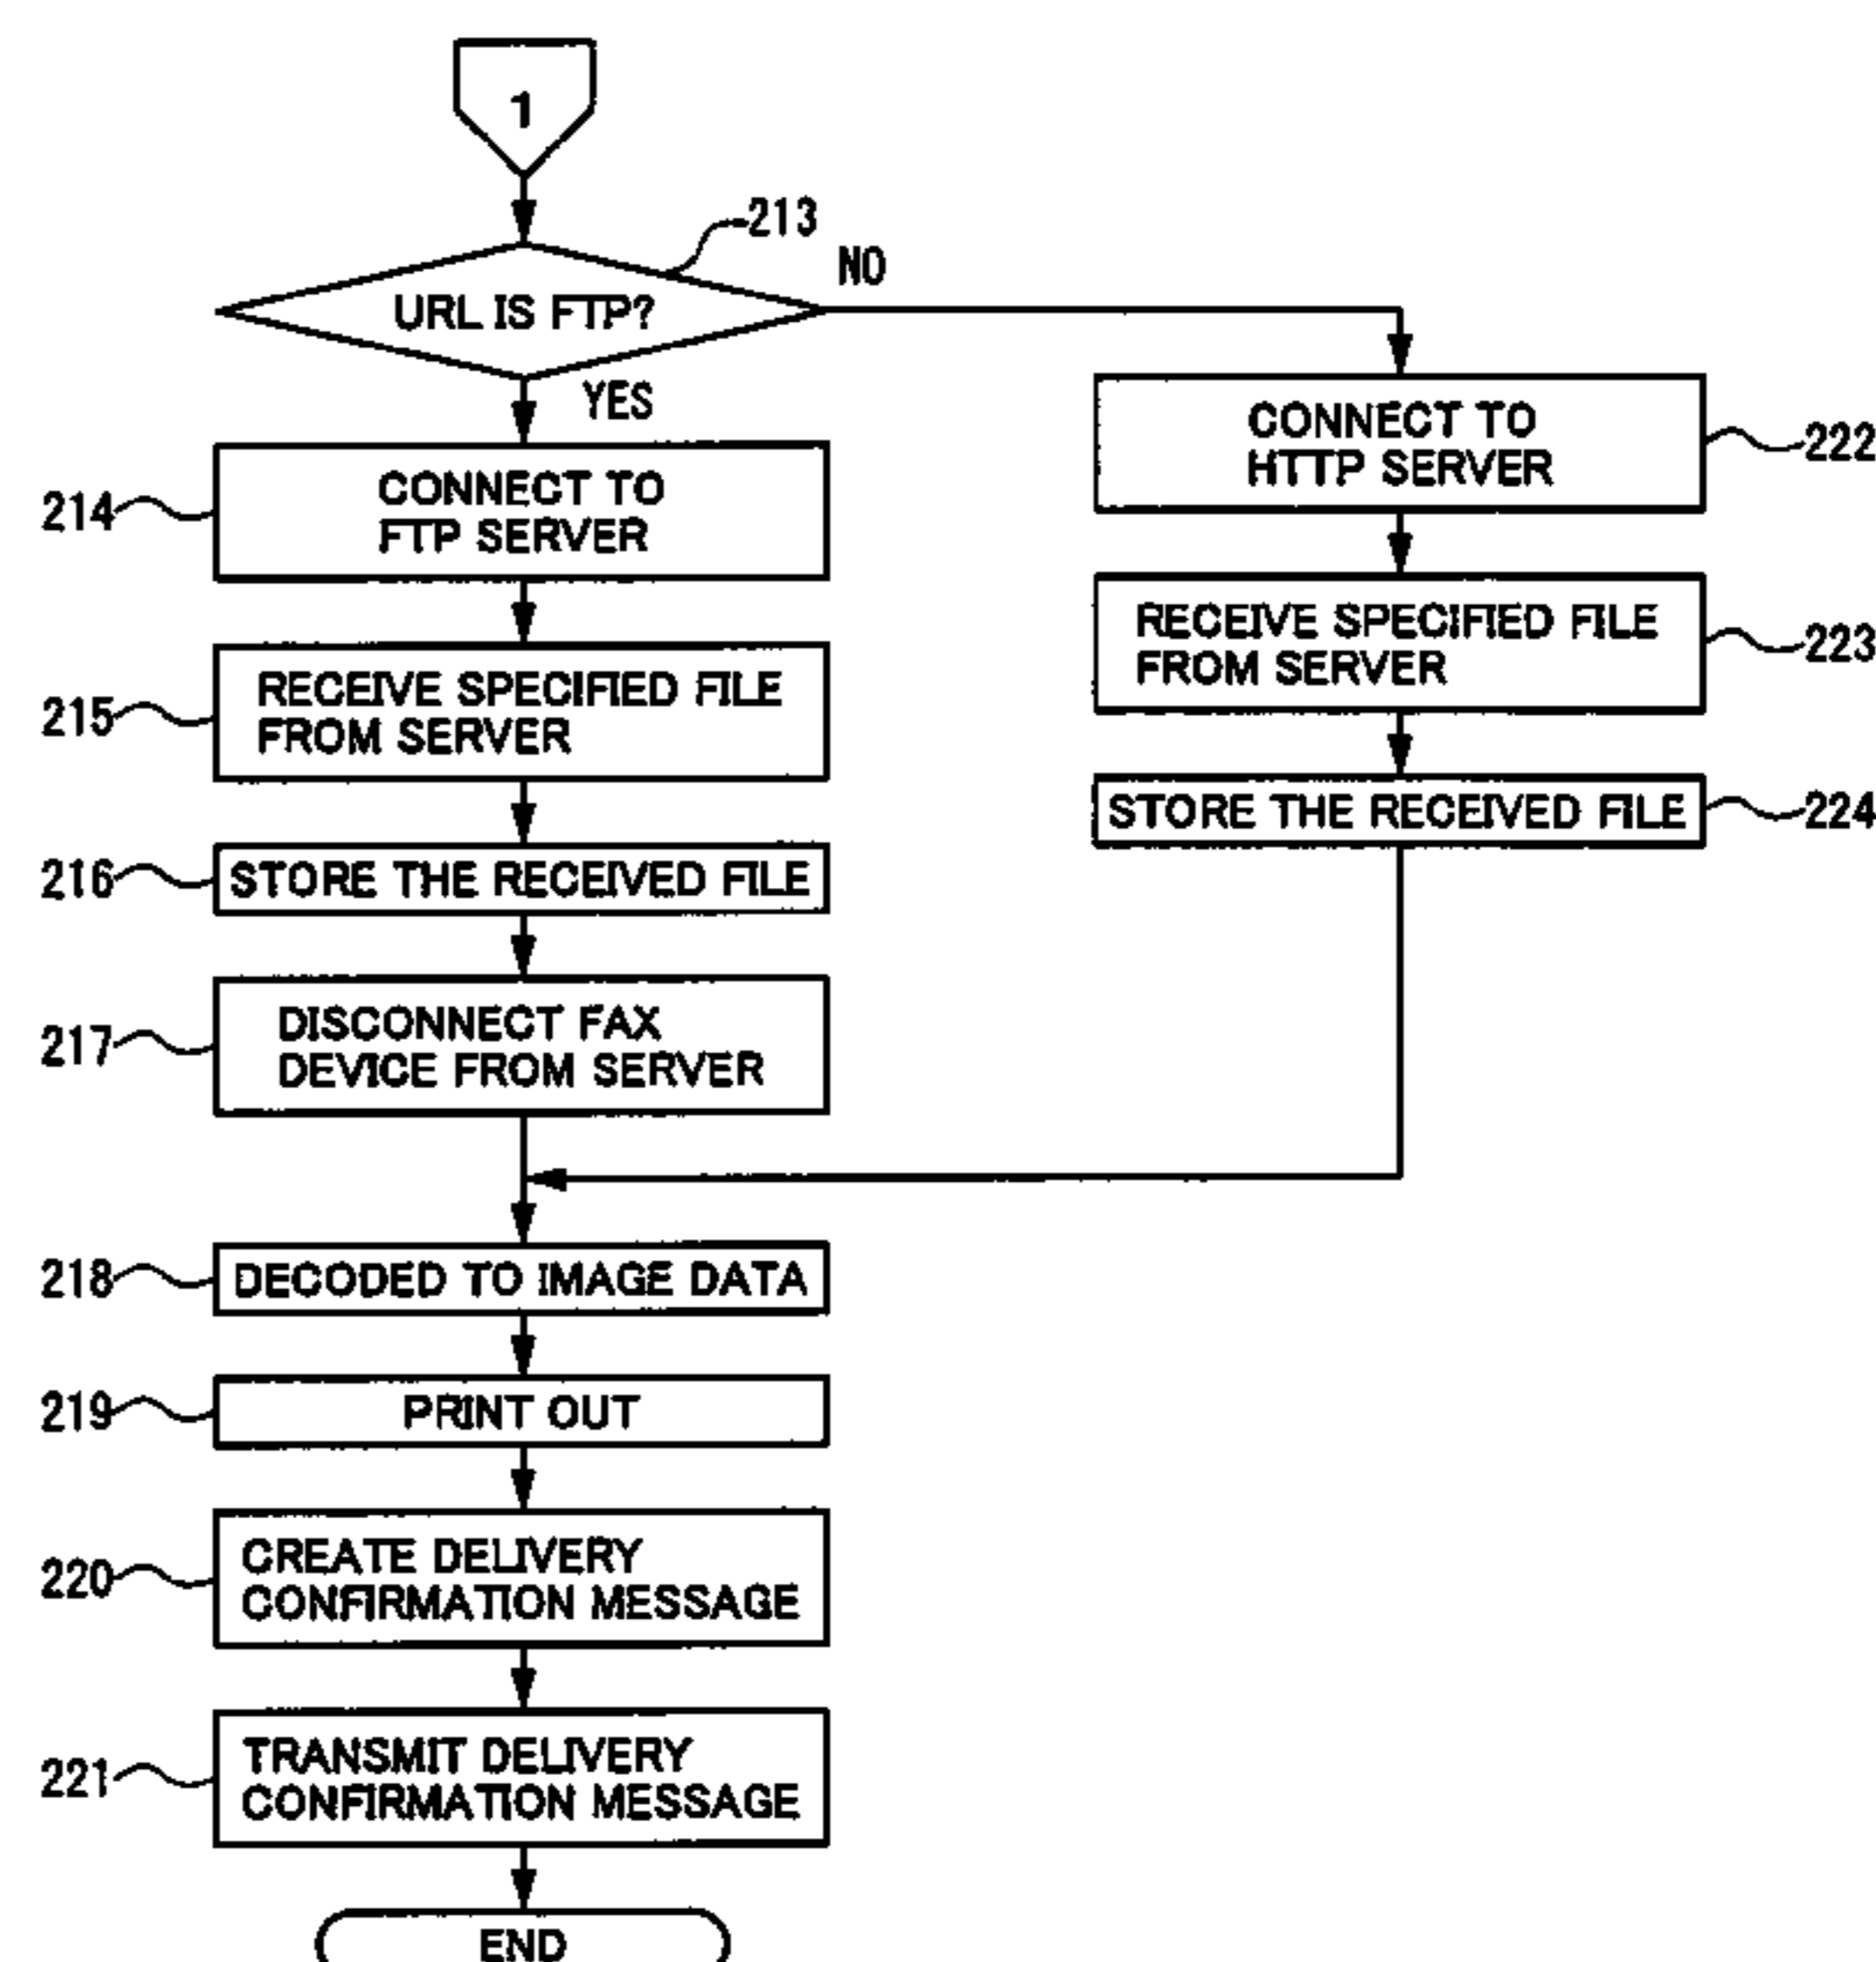 1
213
URL IS FTP?
NO
YES
214
CONNECT TO
FTP SERVER
215
RECEIVE SPECIFIED FILE
FROM SERVER
216
STORE THE RECEIVED FILE
217
DISCONNECT FAX
DEVICE FROM SERVER
CONNECT TO
HTTP SERVER
222
RECEIVE SPECIFIED FILE
FROM SERVER
223
STORE THE RECEIVED FILE
224
218
DECODED TO IMAGE DATA
219
PRINT OUT
220
CREATE DELIVERY
CONFIRMATION MESSAGE
221
TRANSMIT DELIVERY
CONFIRMATION MESSAGE
END